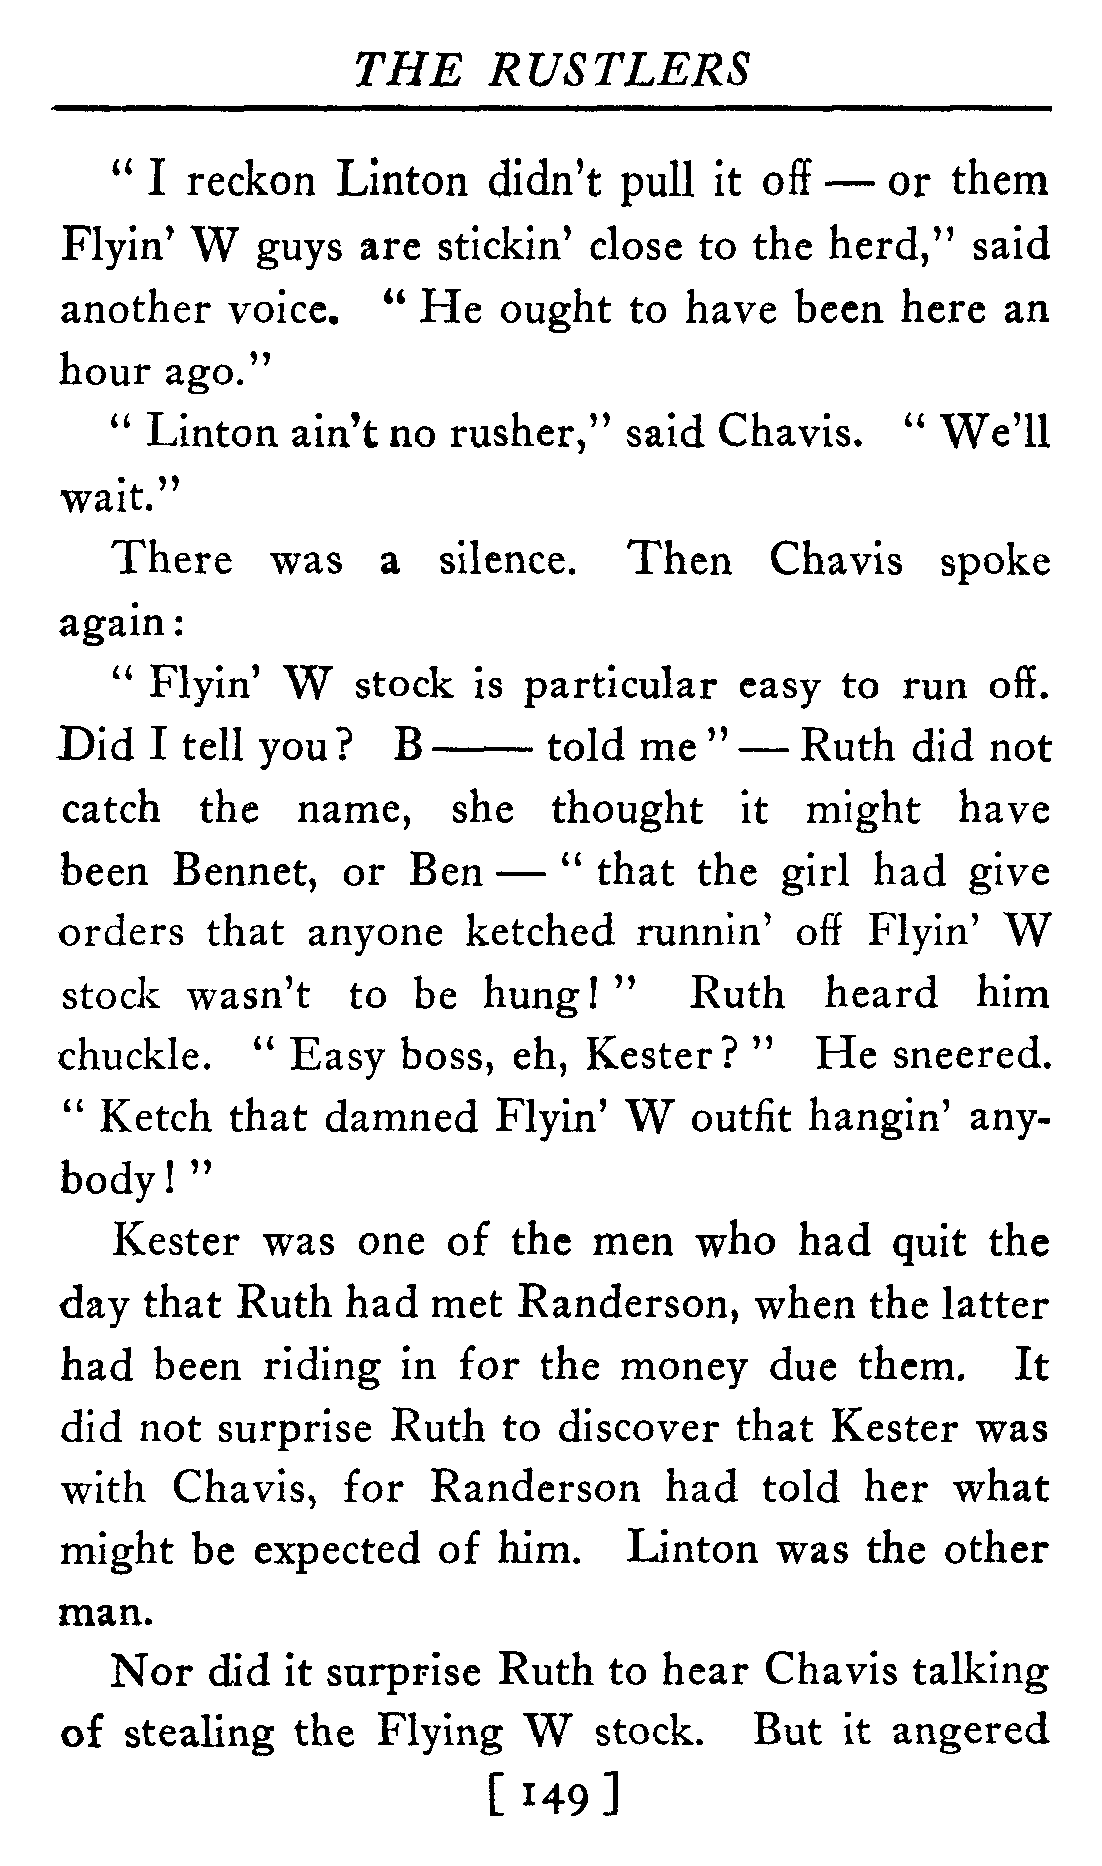 THE RUSTLERS
“ I reckon Linton didn't pull it off — or them
Flyin' W guys are stickin' close to the herd,” said
another voice. “ He ought to have been here an
hour ago.”
“ Linton ain't no rusher,” said Chavis. “ We'll
wait.”
There was a silence. Then Chavis spoke
again :
“ Flyin' W stock is particular easy to run off.
Did I tell you? B—— told me ” — Ruth did not
catch the name, she thought it might have
been Bennet, or Ben — “ that the girl had give
orders that anyone ketched runnin' off Flyin' W
stock wasn't to be hung! ” Ruth heard him
chuckle. “ Easy boss, eh, Kester? ” He sneered.
“ Ketch that damned Flyin' W outfit hangin' any-
body! ”
Kester was one of the men who had quit the
day that Ruth had met Randerson, when the latter
had been riding in for the money due them. It
did not surprise Ruth to discover that Kester was
with Chavis, for Randerson had told her what
might be expected of him. Linton was the other
man.
Nor did it surprise Ruth to hear Chavis talking
of stealing the Flying W stock. But it angered
[ 149 ]